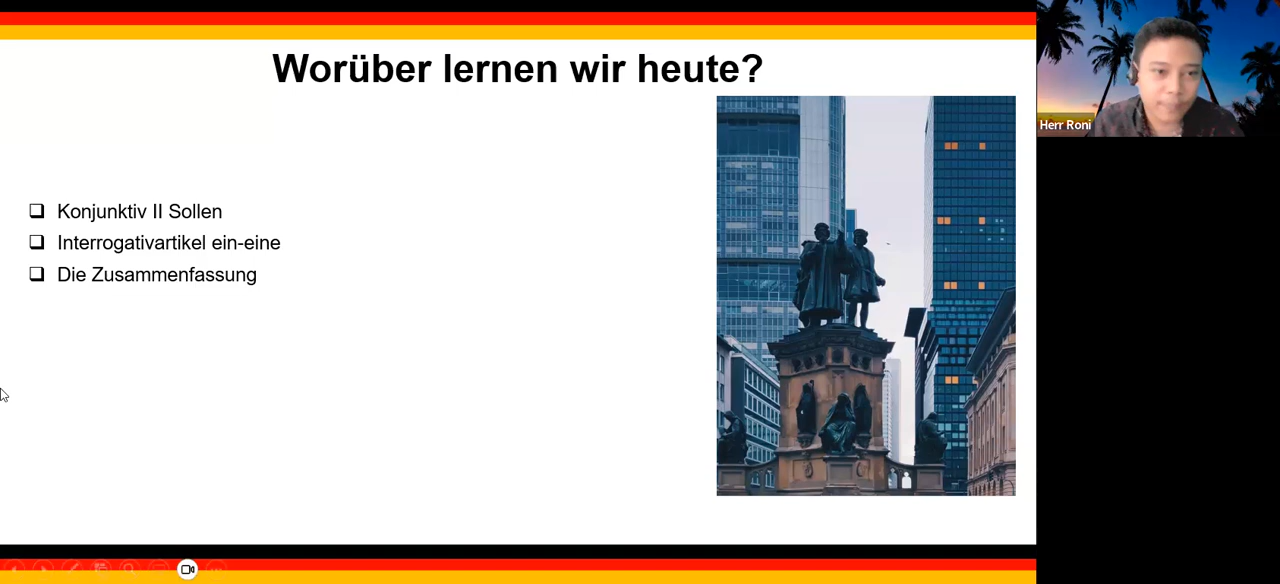 Worüber lernen wir heute?
Konjunktiv II Sollen
Interrogativartikel ein-eine
Die Zusammenfassung
Herr Roni